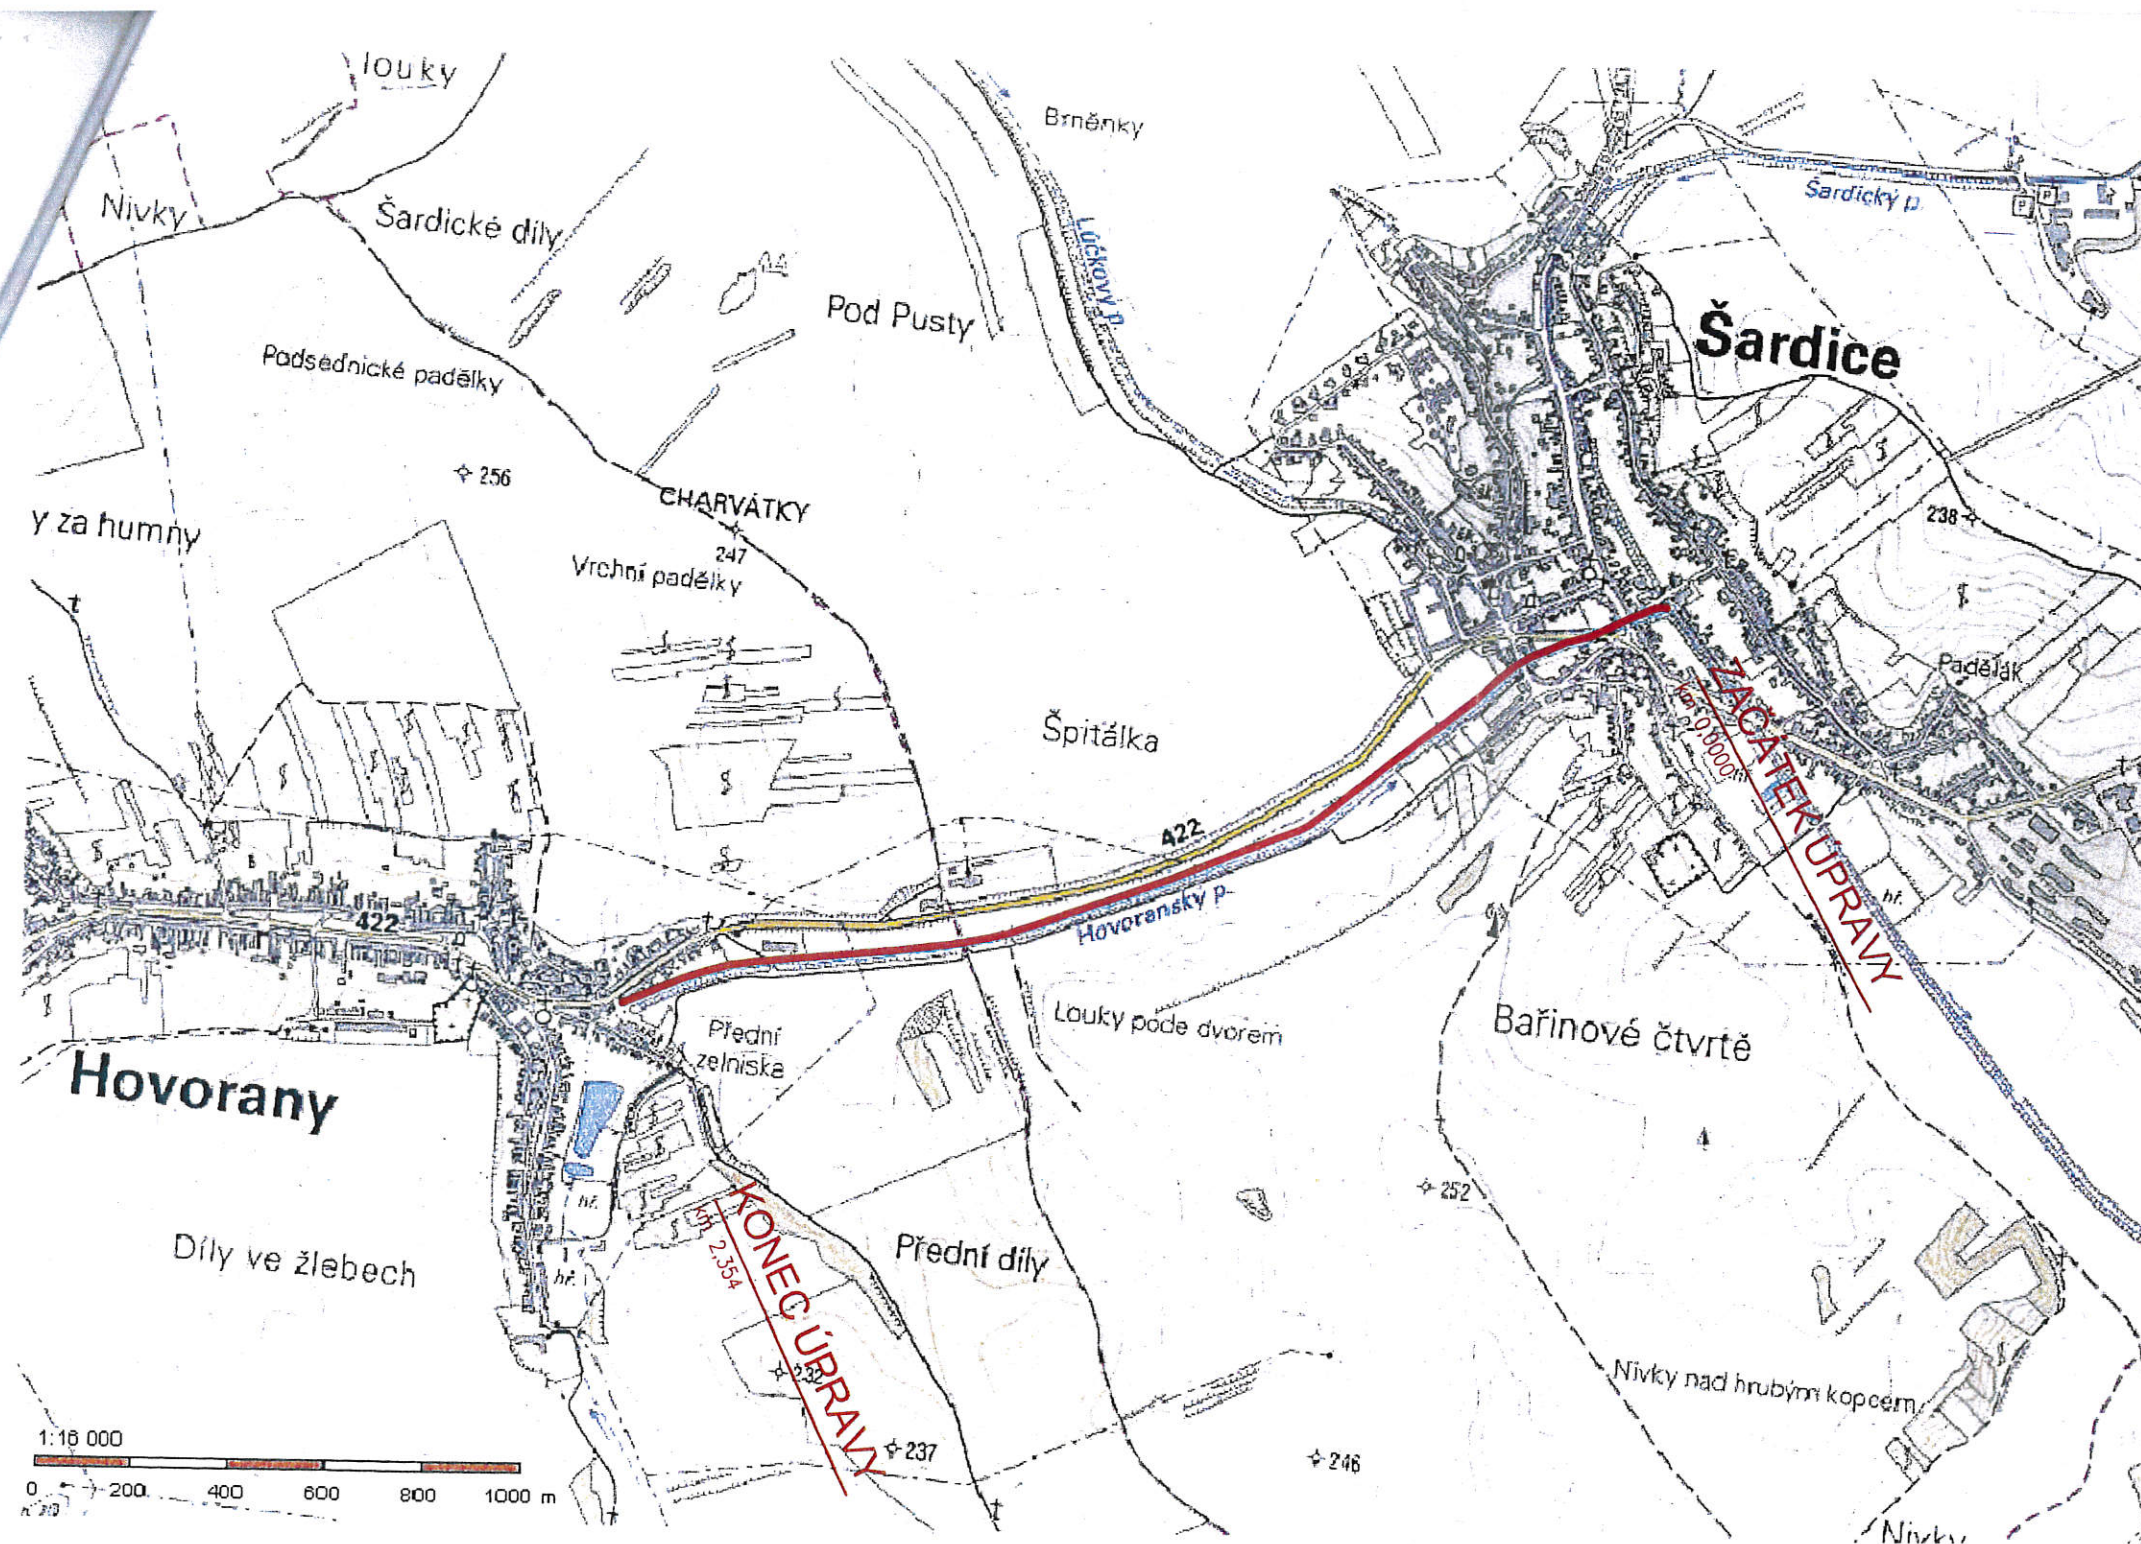 louky
Brněnky
Nivky
Šardické díly
Šardický p.
P
P
Lúčkový p.
Pod Pusty
Šardice
Podsednické padělky
256
CHARVÁTKY
247
238
y za humny
Vrchní padělky
Padělák
ZAČÁTEK ÚPRAVY
km 0,0000
Špitálka
422
422
Hovoranský p.
hř.
Přední
zelniska
Louky pode dvorem
Bařinové čtvrtě
Hovorany
hř.
252
KONEC ÚPRAVY
km 2,354
Díly ve žlebech
Přední díly
hř.
232
Nivky nad hrubým kopcem
237
246
1:16 000
0 200 400 600 800 1000 m
Nivky